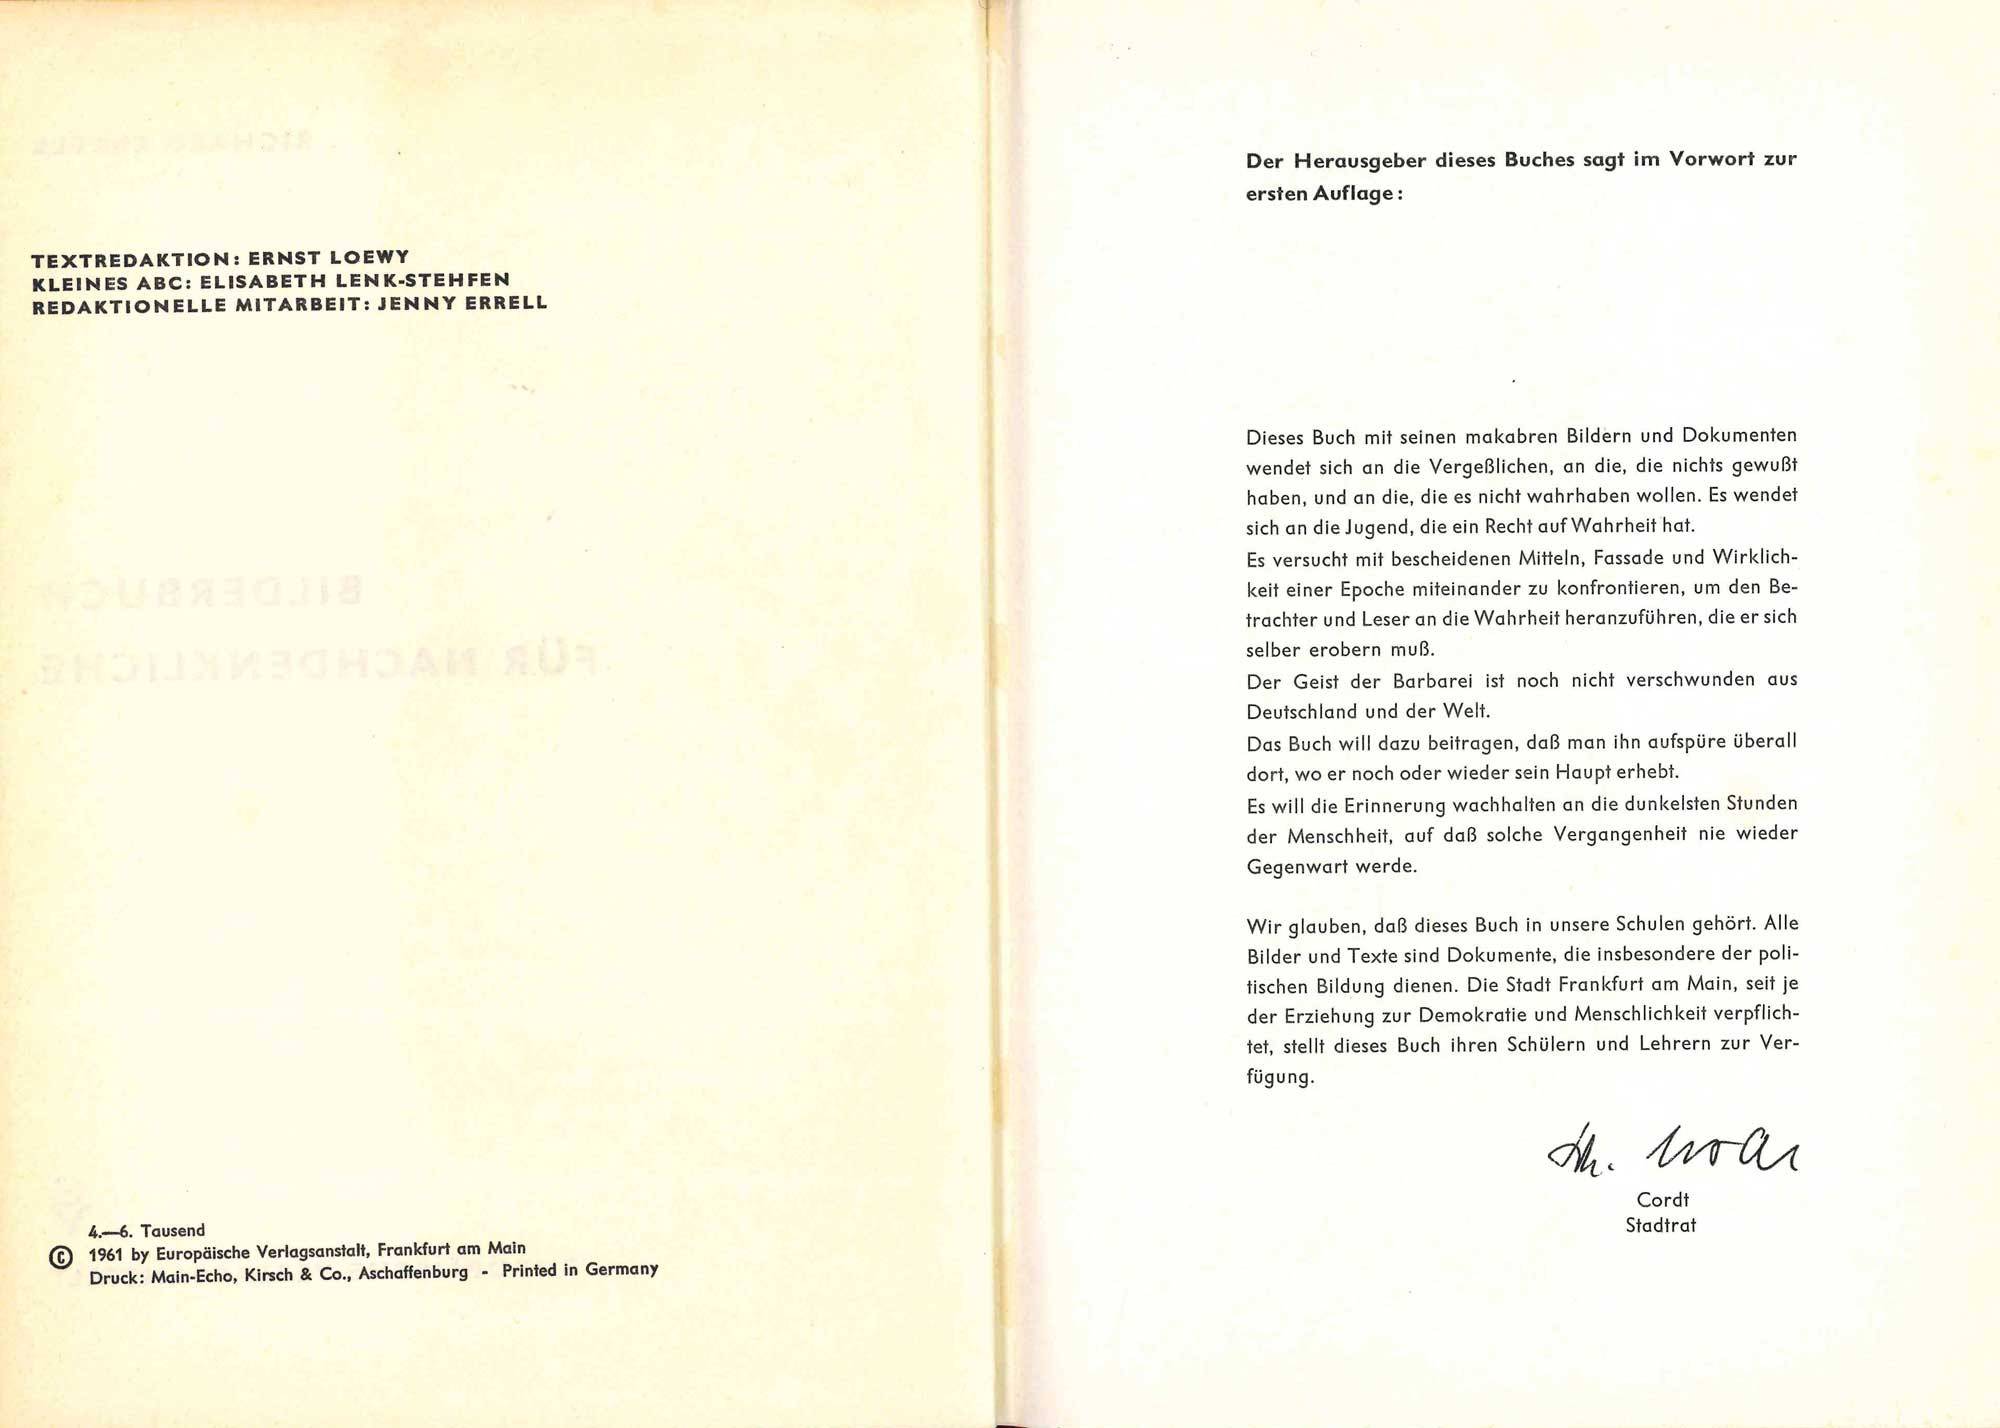 TEXTREDAKTION: ERNST LOEWY
KLEINES ABC: ELISABETH LENK-STEHFEN
REDAKTIONELLE MITARBEIT: JENNY ERRELL
BILDERBUCH
FÜR NACHDENKLICHE
4.—6. Tausend
© 1961 by Europäische Verlagsanstalt, Frankfurt am Main
Druck: Main-Echo, Kirsch & Co., Aschaffenburg - Printed in Germany
Der Herausgeber dieses Buches sagt im Vorwort zur
ersten Auflage:
Dieses Buch mit seinen makabren Bildern und Dokumenten
wendet sich an die Vergeßlichen, an die, die nichts gewußt
haben, und an die, die es nicht wahrhaben wollen. Es wendet
sich an die Jugend, die ein Recht auf Wahrheit hat.
Es versucht mit bescheidenen Mitteln, Fassade und Wirklich-
keit einer Epoche miteinander zu konfrontieren, um den Be-
trachter und Leser an die Wahrheit heranzuführen, die er sich
selber erobern muß.
Der Geist der Barbarei ist noch nicht verschwunden aus
Deutschland und der Welt.
Das Buch will dazu beitragen, daß man ihn aufspüre überall
dort, wo er noch oder wieder sein Haupt erhebt.
Es will die Erinnerung wachhalten an die dunkelsten Stunden
der Menschheit, auf daß solche Vergangenheit nie wieder
Gegenwart werde.
Wir glauben, daß dieses Buch in unsere Schulen gehört. Alle
Bilder und Texte sind Dokumente, die insbesondere der poli-
tischen Bildung dienen. Die Stadt Frankfurt am Main, seit je
der Erziehung zur Demokratie und Menschlichkeit verpflich-
tet, stellt dieses Buch ihren Schülern und Lehrern zur Ver-
fügung.
Cordt
Stadtrat